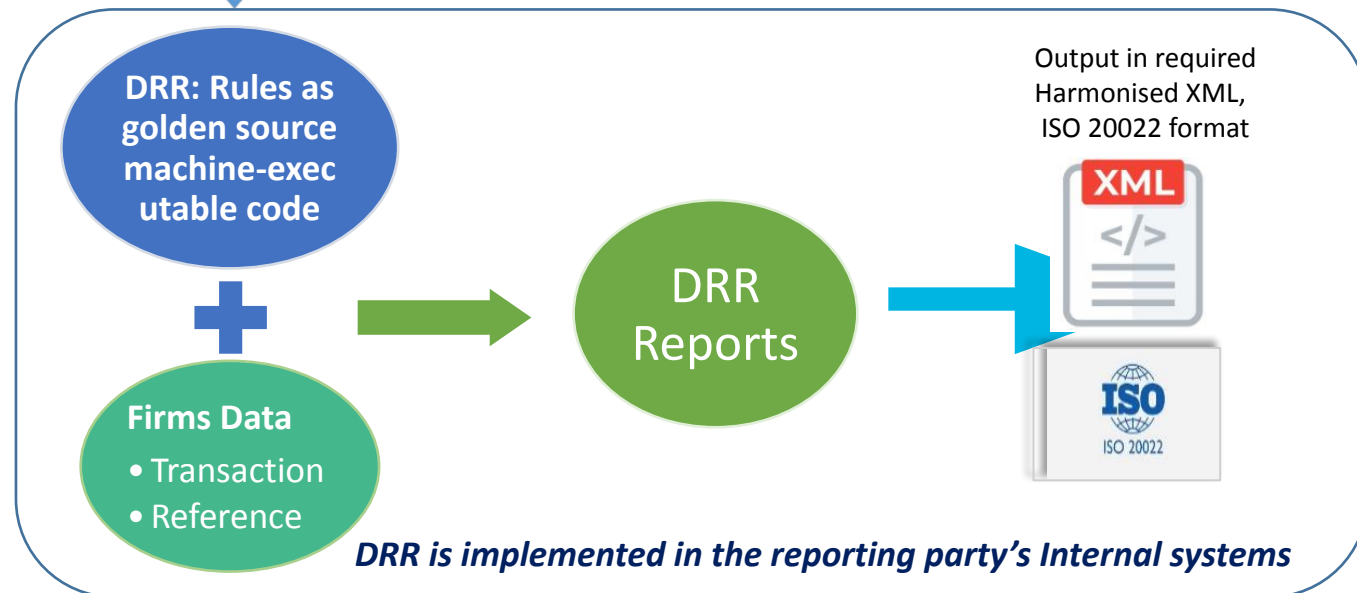 DRR: Rules as
golden source
machine-exec
utable code
Firms Data
• Transaction
• Reference
DRR
Reports
Output in required
Harmonised XML,
ISO 20022 format
XML
</>
ISO
ISO 20022
DRR is implemented in the reporting party's Internal systems